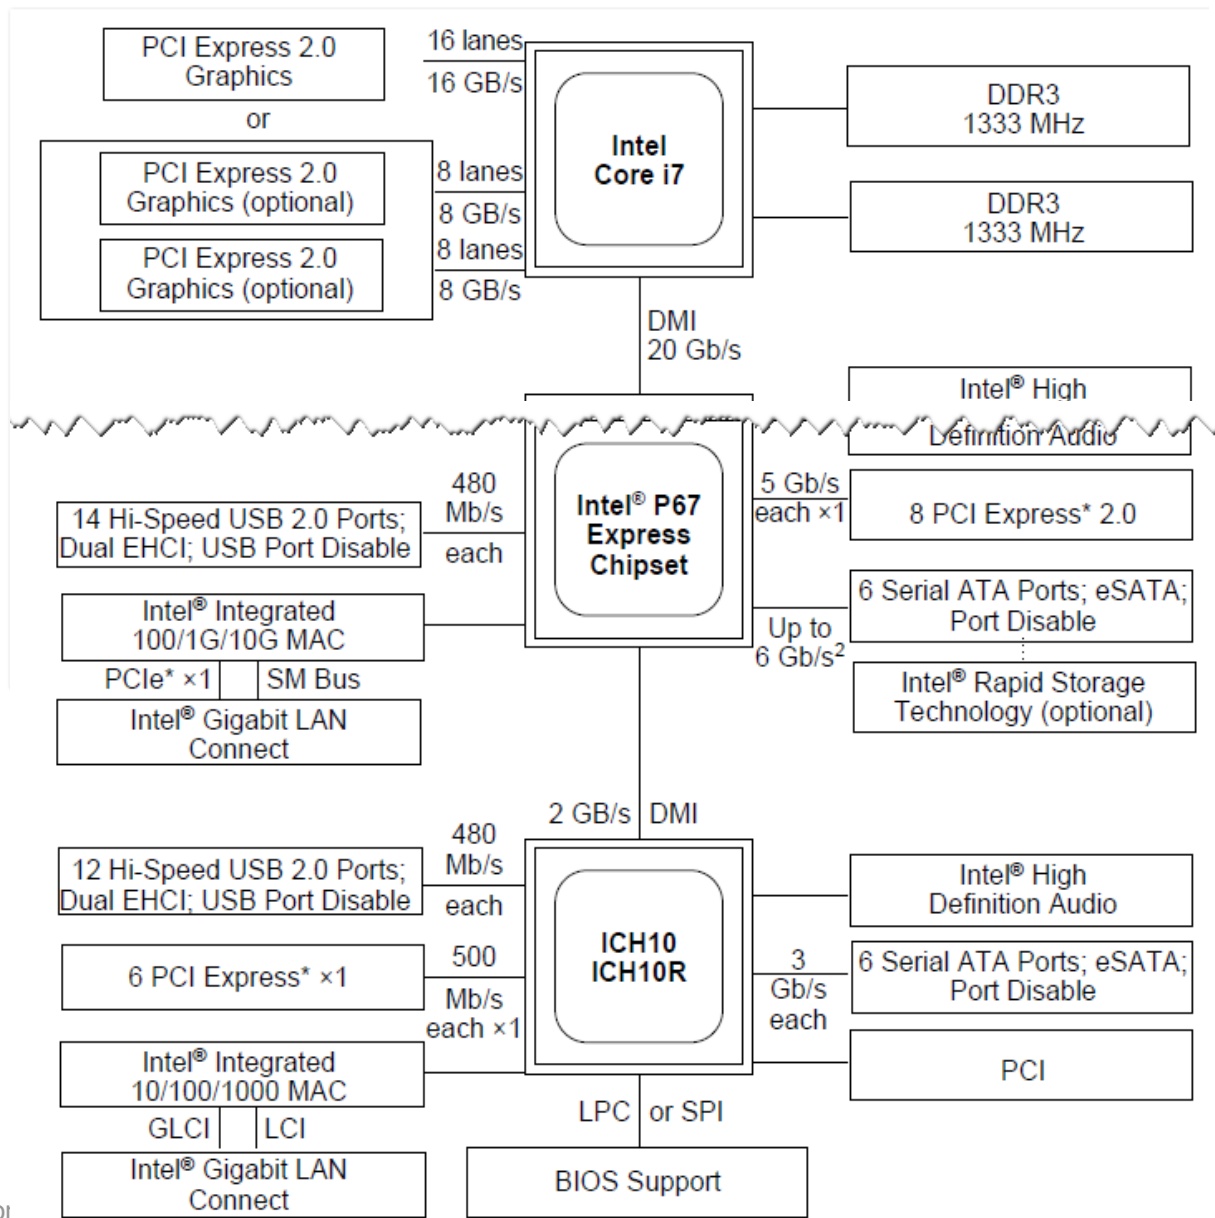 PCI Express 2.0
Graphics
16 lanes
16 GB/s
or
PCI Express 2.0
Graphics (optional)
8 lanes
8 GB/s
PCI Express 2.0
Graphics (optional)
8 lanes
8 GB/s
Intel
Core i7
DDR3
1333 MHz
DDR3
1333 MHz
DMI
20 Gb/s
Intel® High
Definition Audio
14 Hi-Speed USB 2.0 Ports;
Dual EHCI; USB Port Disable
480
Mb/s
each
Intel® P67
Express
Chipset
5 Gb/s
each ×1
8 PCI Express* 2.0
Intel® Integrated
100/1G/10G MAC
Up to
6 Gb/s²
6 Serial ATA Ports; eSATA;
Port Disable
PCIe* ×1
SM Bus
Intel® Gigabit LAN
Connect
Intel® Rapid Storage
Technology (optional)
2 GB/s
DMI
12 Hi-Speed USB 2.0 Ports;
Dual EHCI; USB Port Disable
480
Mb/s
each
ICH10
ICH10R
Intel® High
Definition Audio
6 PCI Express* ×1
500
Mb/s
each ×1
3
Gb/s
each
6 Serial ATA Ports; eSATA;
Port Disable
Intel® Integrated
10/100/1000 MAC
PCI
GLCI
LCI
LPC
or SPI
Intel® Gigabit LAN
Connect
BIOS Support